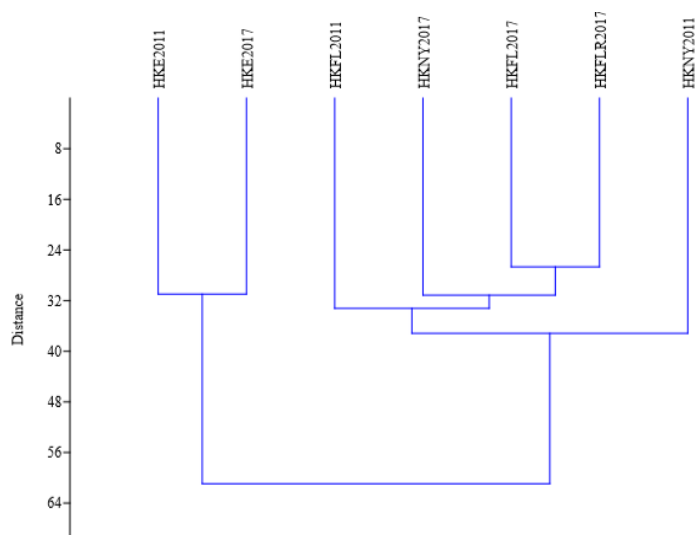 HKE2011
HKE2017
HKFL2011
HKNY2017
HKFL2017
HKFLR2017
HKNY2011
8
16
24
32
40
48
56
64
Distance